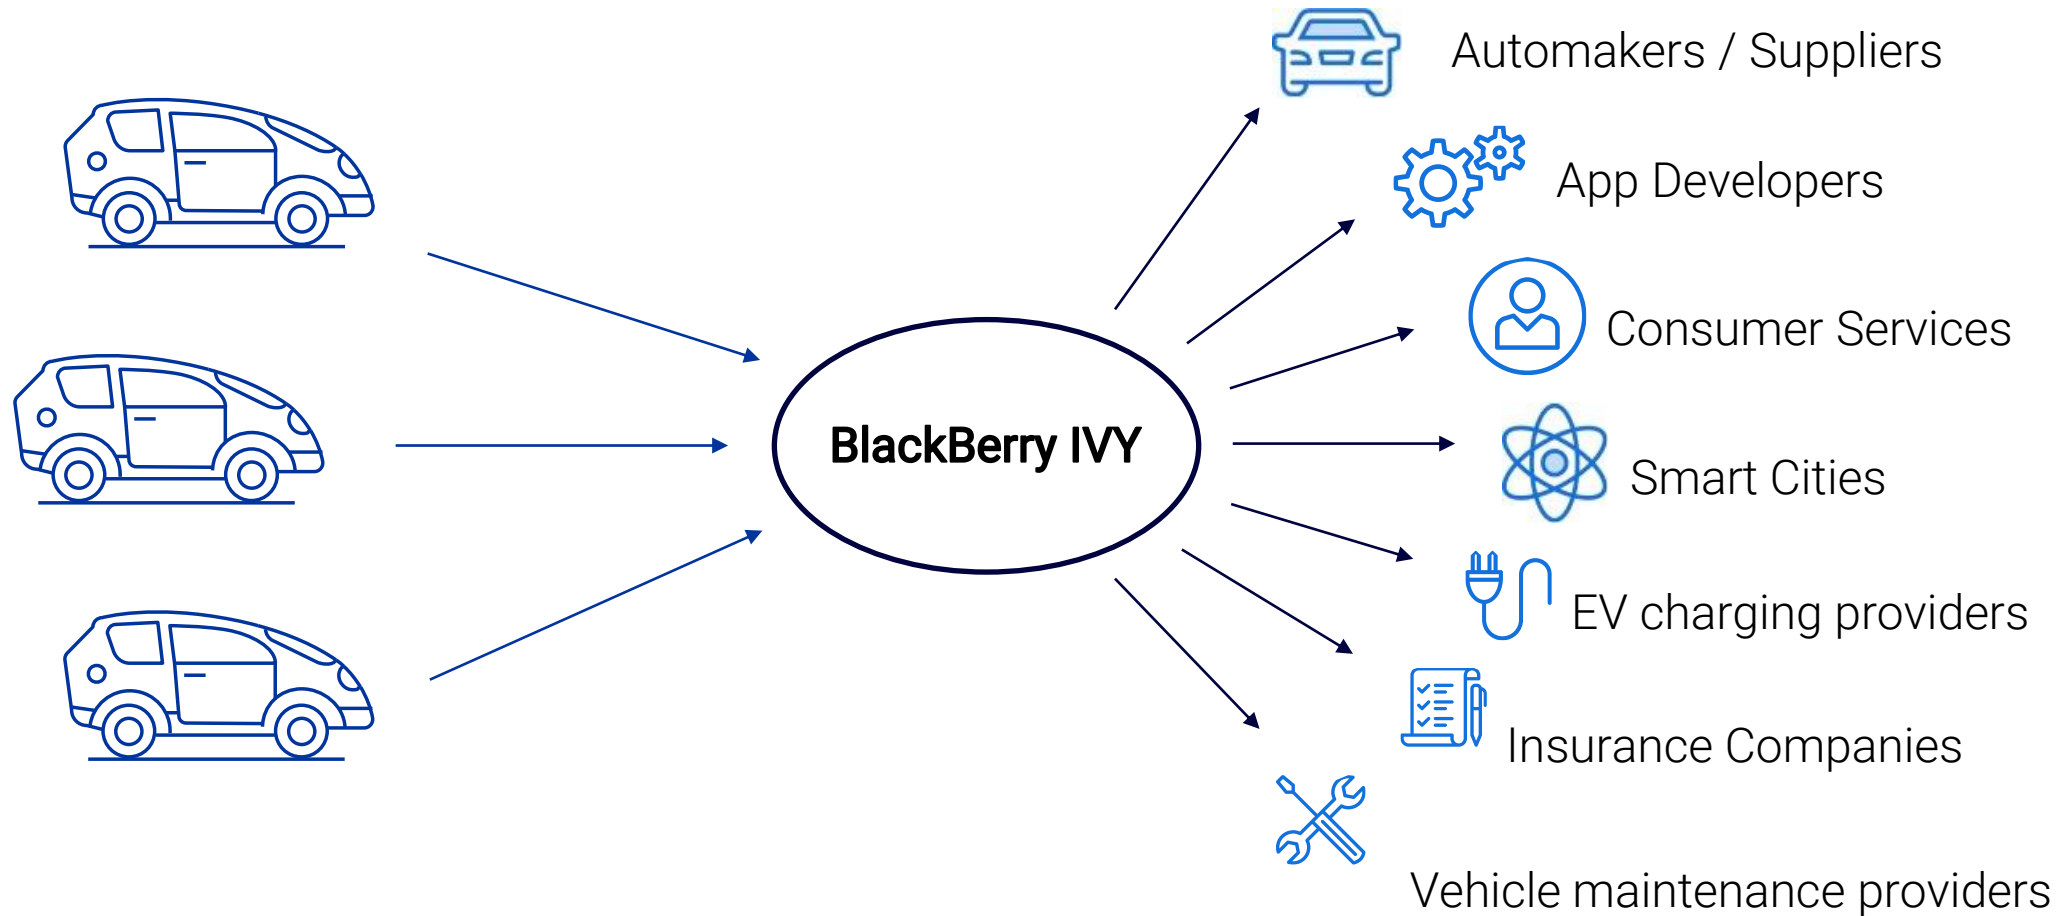 Automakers / Suppliers
App Developers
Consumer Services
BlackBerry IVY
Smart Cities
EV charging providers
Insurance Companies
Vehicle maintenance providers